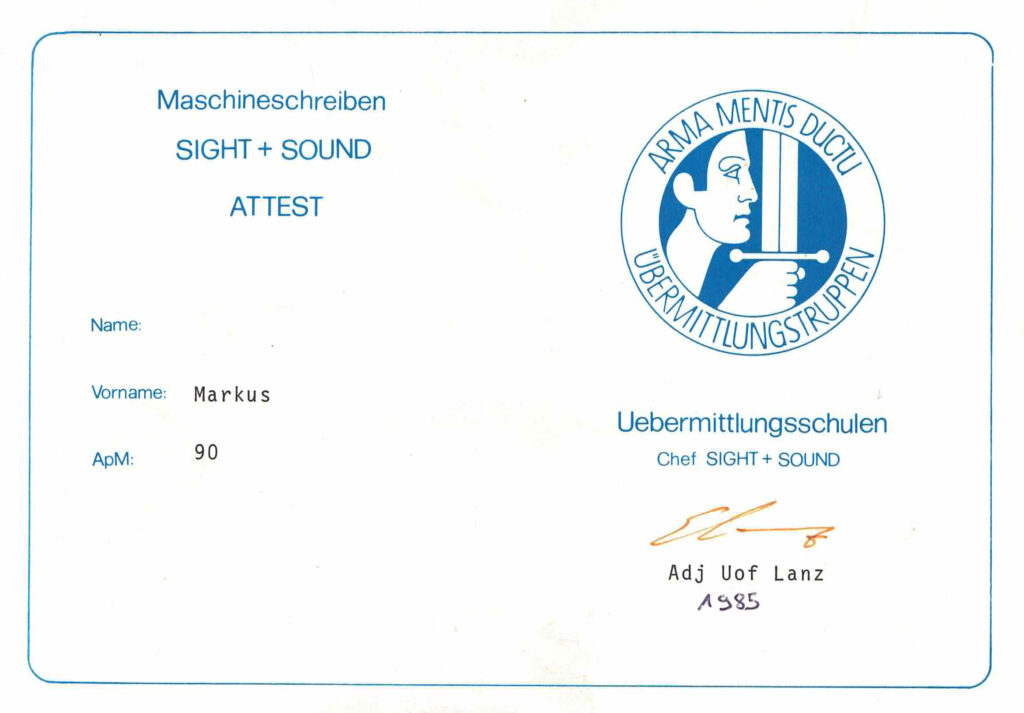 Maschineschreiben
SIGHT + SOUND
ATTEST
Name:
Vorname: Markus
ApM: 90
ARMA MENTIS DUCTU
ÜBERMITTLUNGSTRUPPEN
Uebermittlungsschulen
Chef SIGHT + SOUND
Adj Uof Lanz
1985